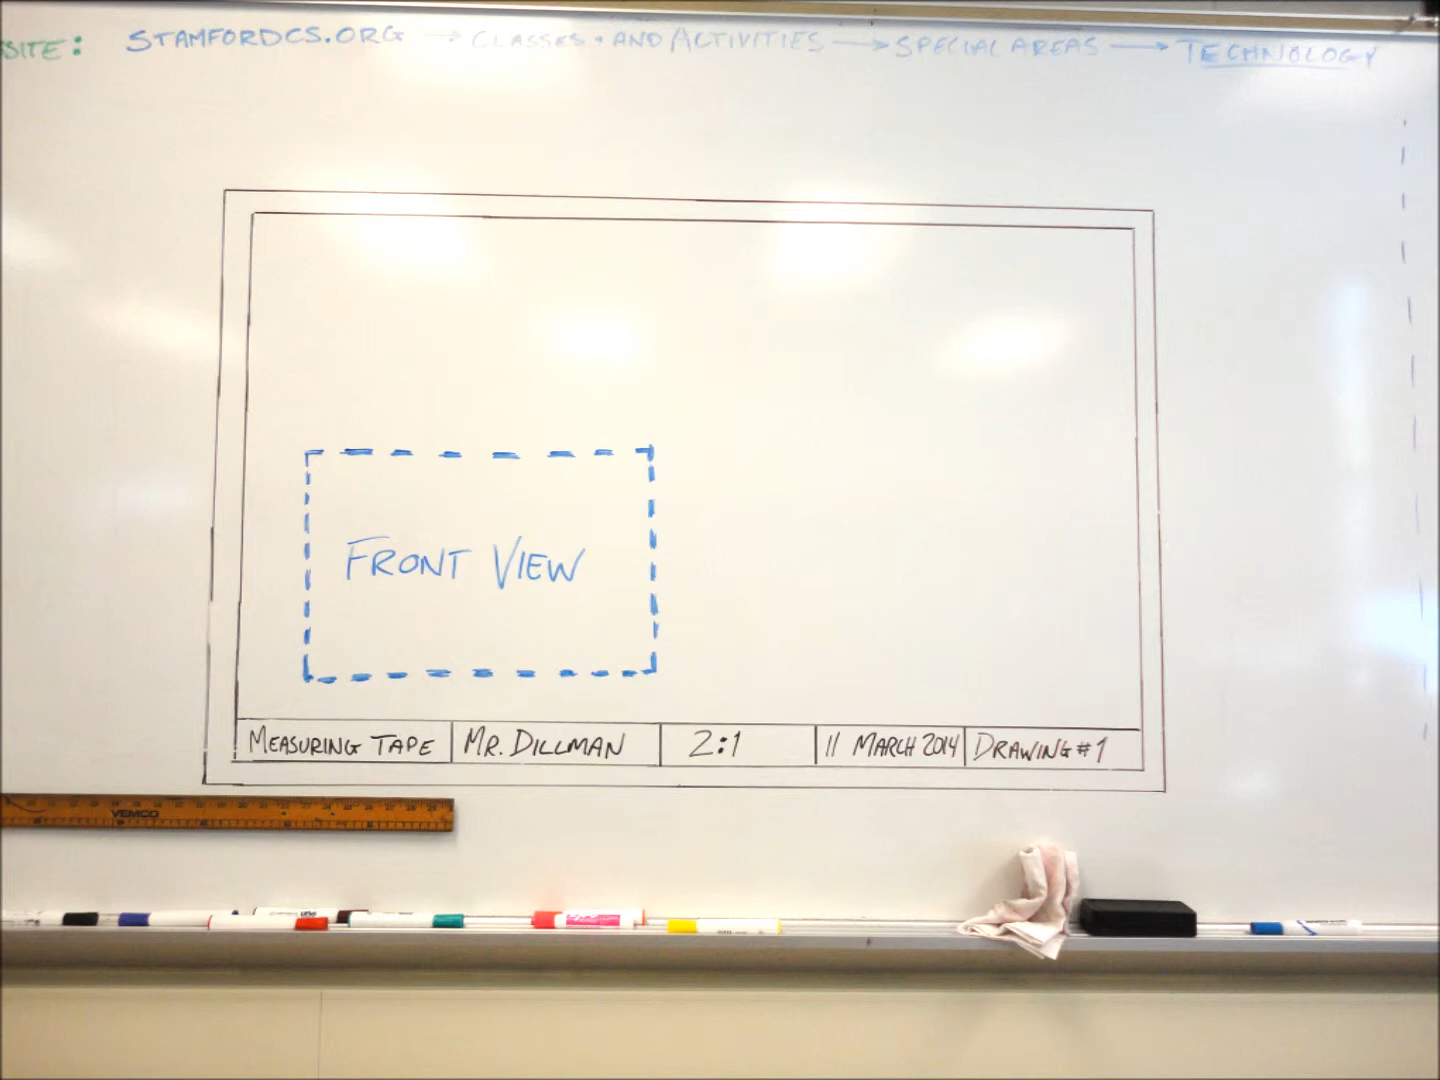 SITE: STAMFORDCS.ORG → CLASSES AND ACTIVITIES → SPECIAL AREAS → TECHNOLOGY
FRONT VIEW
MEASURING TAPE MR. DILLMAN 2:1 11 MARCH 2014 DRAWING #1
VEMCO